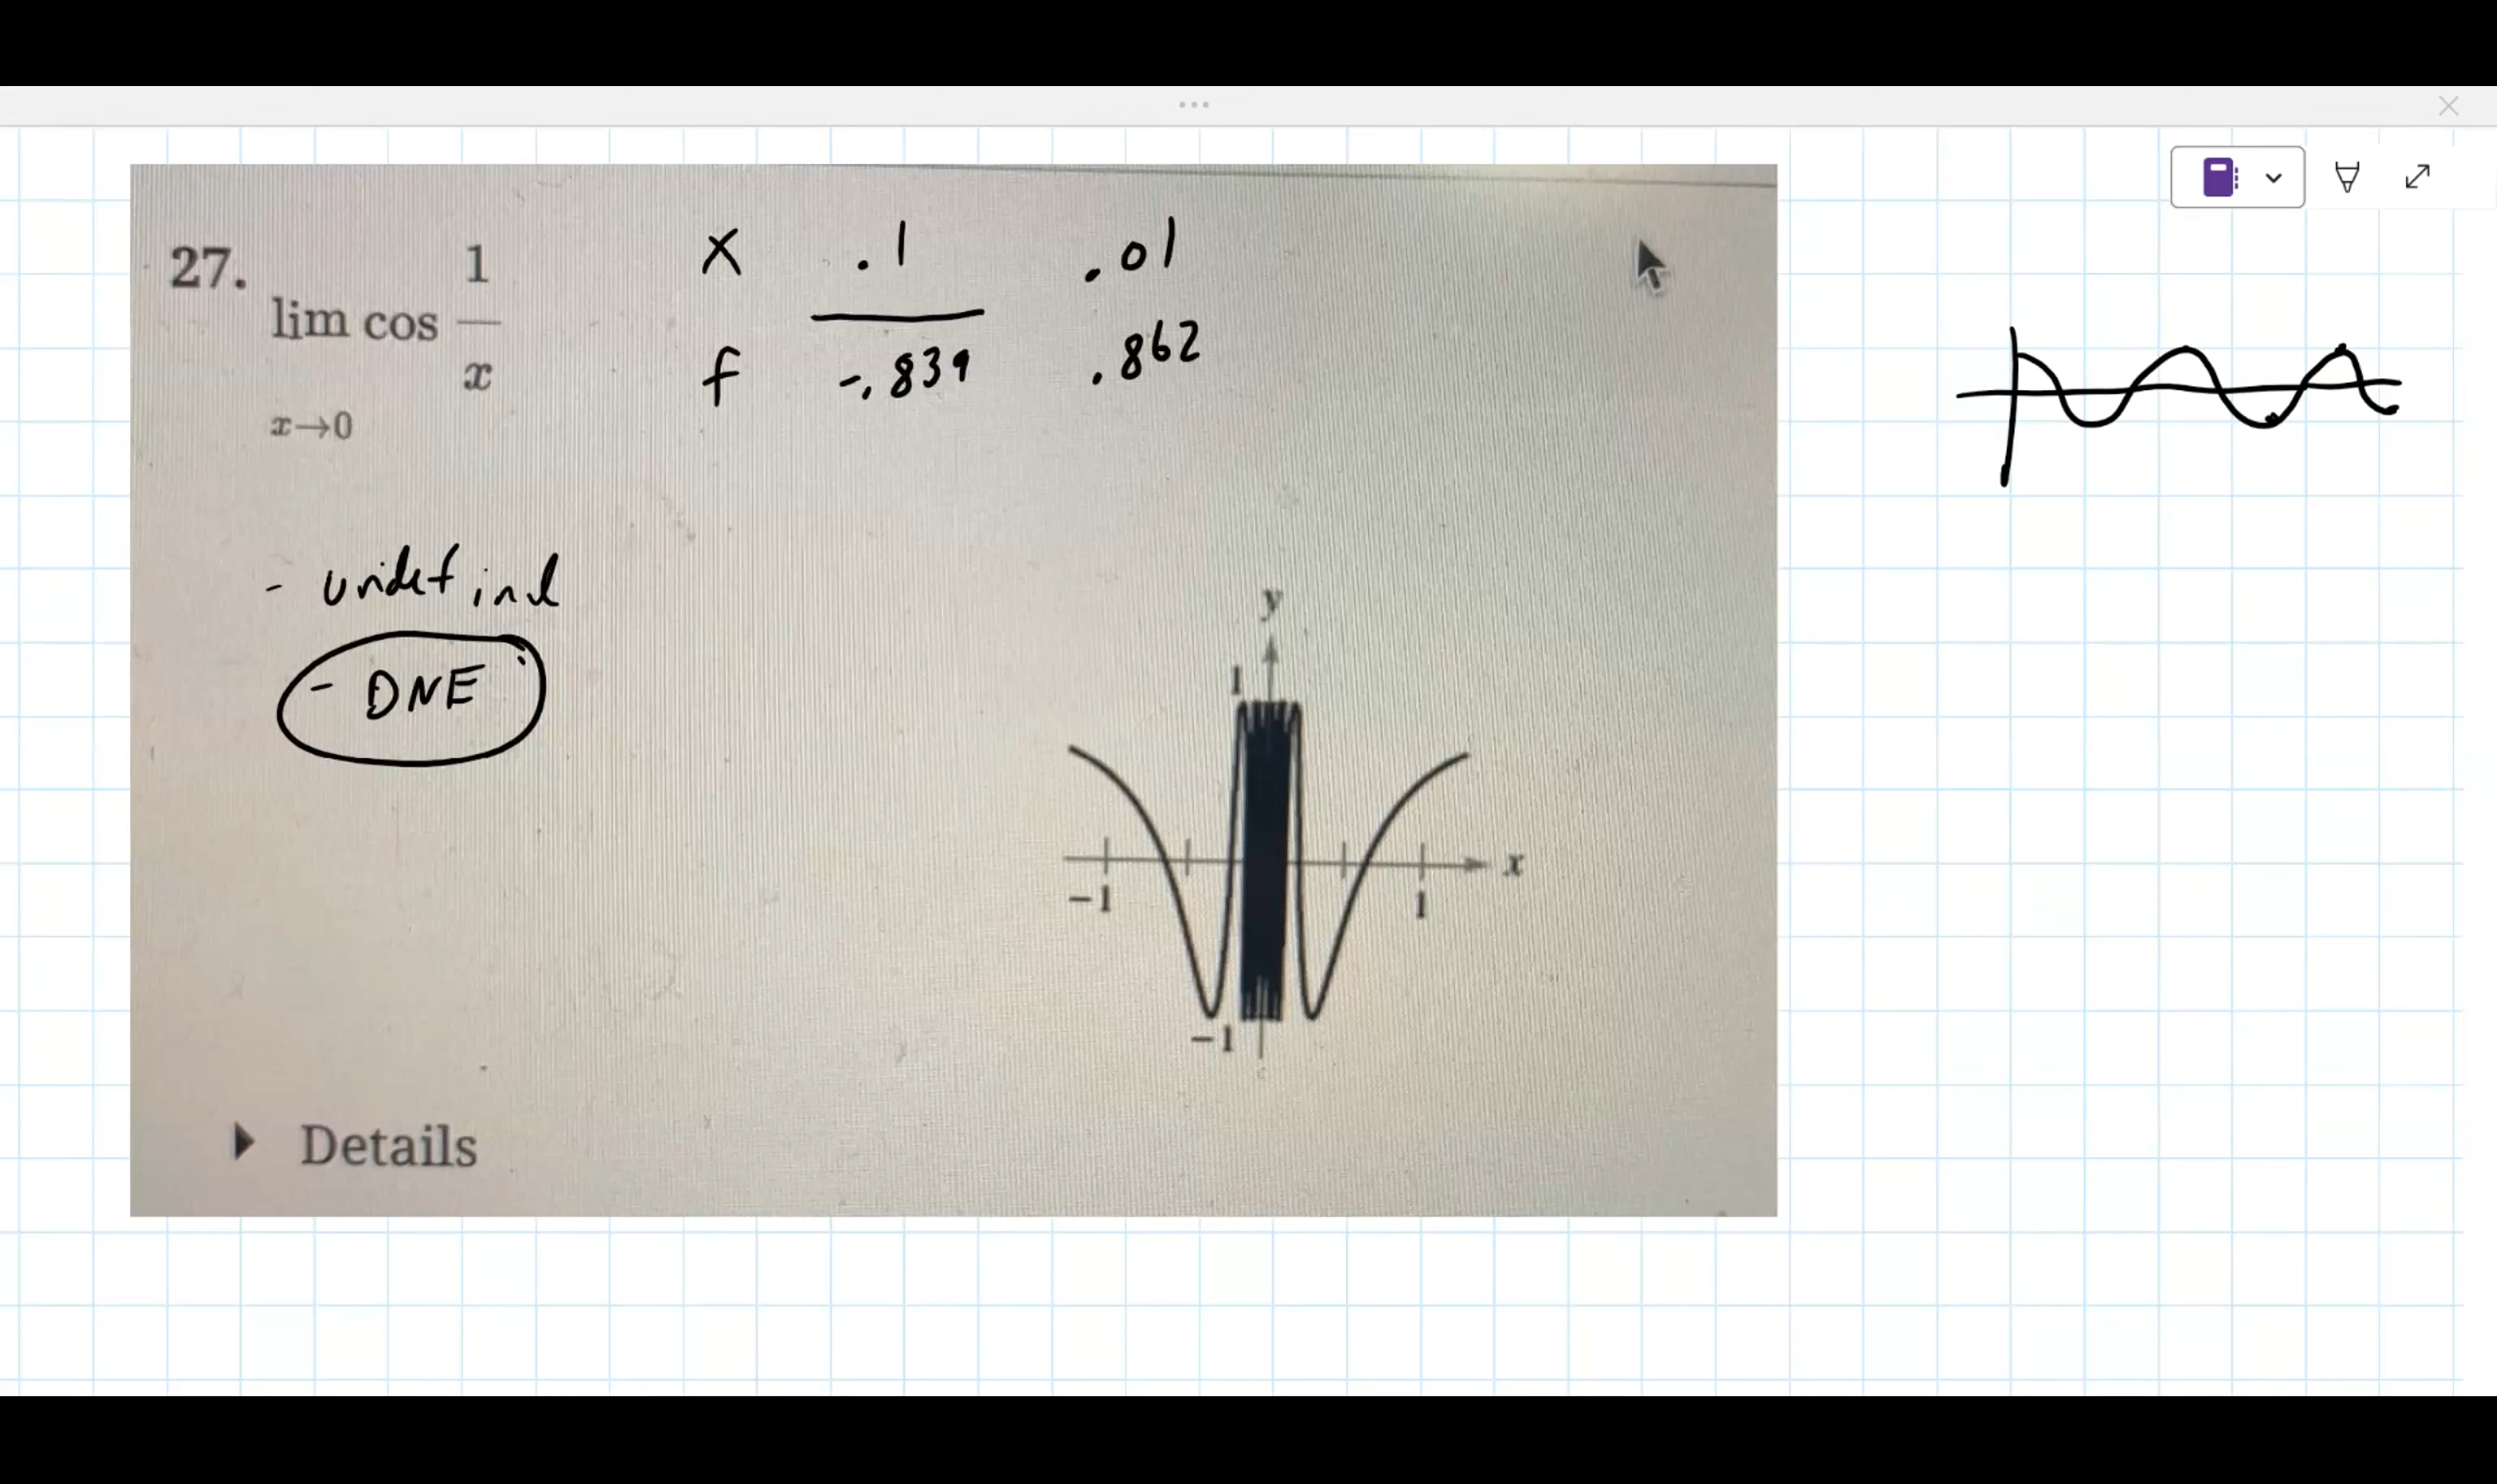 27.
lim cos 1/x
x→0
x .1 .01
f -.839 .862
- undefined
- DNE
y
1
-1
1
x
-1
▶ Details